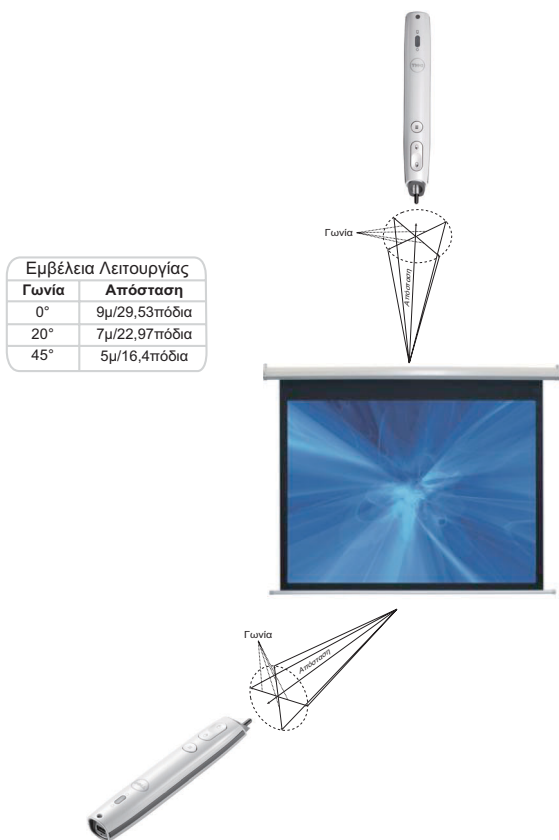 Γωνία
Απόσταση
Εμβέλεια Λειτουργίας
Γωνία Απόσταση
0° 9μ/29,53πόδια
20° 7μ/22,97πόδια
45° 5μ/16,4πόδια
Γωνία
Απόσταση